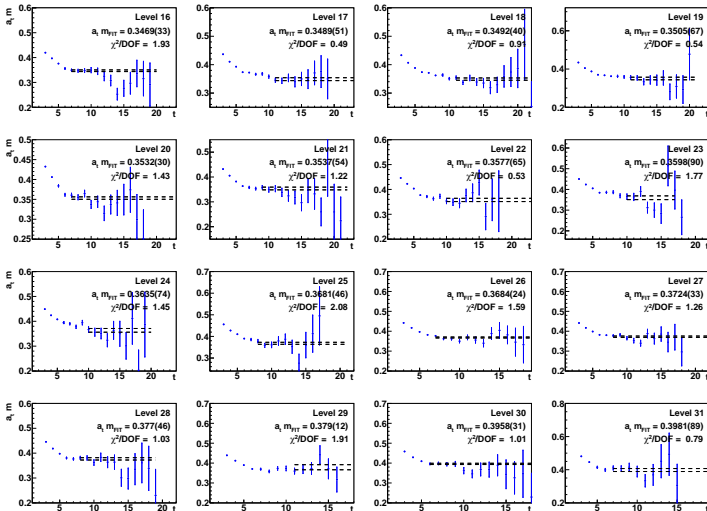 Level 16
a_t m_FIT = 0.3469(33)
χ²/DOF = 1.93
Level 17
a_t m_FIT = 0.3489(51)
χ²/DOF = 0.49
Level 18
a_t m_FIT = 0.3492(40)
χ²/DOF = 0.91
Level 19
a_t m_FIT = 0.3505(67)
χ²/DOF = 0.54
Level 20
a_t m_FIT = 0.3532(30)
χ²/DOF = 1.43
Level 21
a_t m_FIT = 0.3537(54)
χ²/DOF = 1.22
Level 22
a_t m_FIT = 0.3577(65)
χ²/DOF = 0.53
Level 23
a_t m_FIT = 0.3598(90)
χ²/DOF = 1.77
Level 24
a_t m_FIT = 0.3635(74)
χ²/DOF = 1.45
Level 25
a_t m_FIT = 0.3681(46)
χ²/DOF = 2.08
Level 26
a_t m_FIT = 0.3684(24)
χ²/DOF = 1.59
Level 27
a_t m_FIT = 0.3724(33)
χ²/DOF = 1.26
Level 28
a_t m_FIT = 0.377(46)
χ²/DOF = 1.03
Level 29
a_t m_FIT = 0.379(12)
χ²/DOF = 1.91
Level 30
a_t m_FIT = 0.3958(31)
χ²/DOF = 1.01
Level 31
a_t m_FIT = 0.3981(89)
χ²/DOF = 0.79